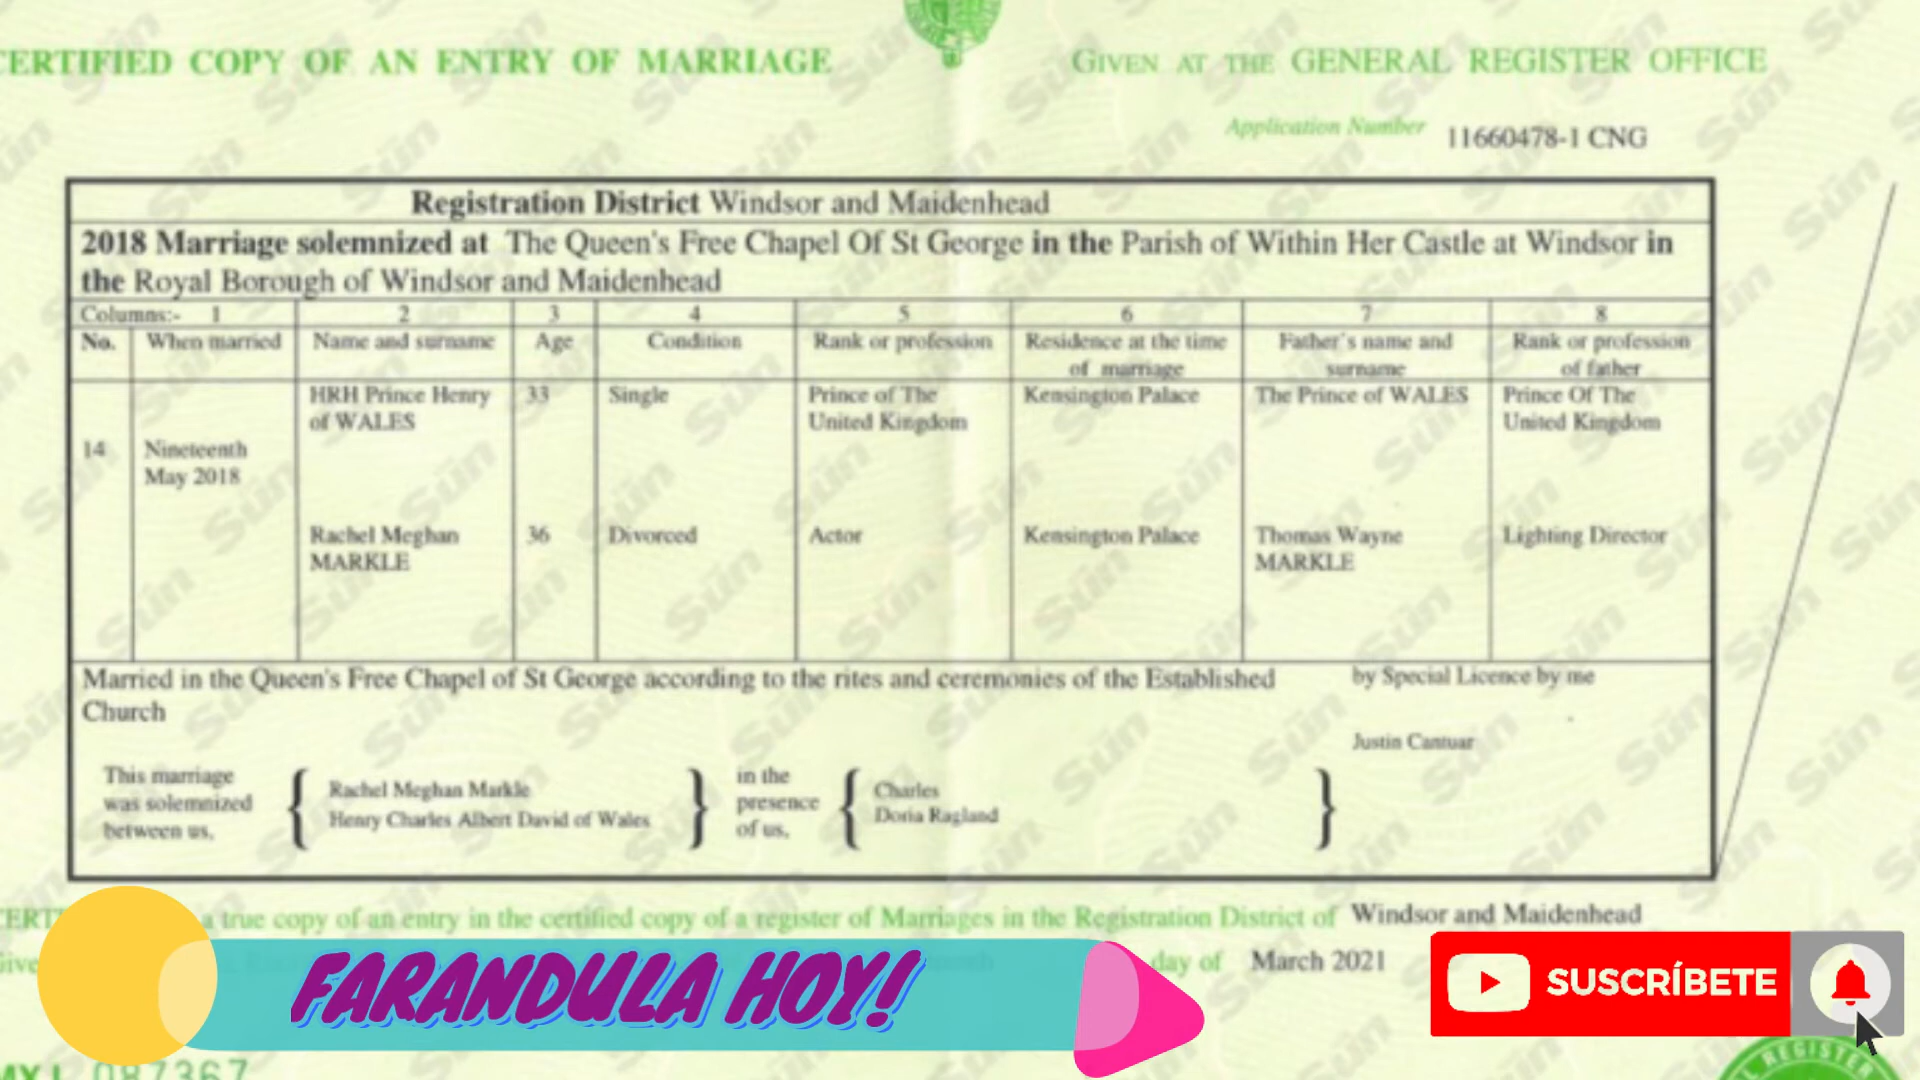 CERTIFIED COPY OF AN ENTRY OF MARRIAGE
GIVEN AT THE GENERAL REGISTER OFFICE
Application Number 11660478-1 CNG
Registration District Windsor and Maidenhead
2018 Marriage solemnized at The Queen's Free Chapel Of St George in the Parish of Within Her Castle at Windsor in
the Royal Borough of Windsor and Maidenhead
Columns:- 1 2 3 4 5 6 7 8
No. When married Name and surname Age Condition Rank or profession Residence at the time Father's name and Rank or profession
of marriage surname of father
HRH Prince Henry 33 Single Prince of The Kensington Palace The Prince of WALES Prince Of The
of WALES United Kingdom United Kingdom
14 Nineteenth
May 2018
Rachel Meghan 36 Divorced Actor Kensington Palace Thomas Wayne Lighting Director
MARKLE MARKLE
Married in the Queen's Free Chapel of St George according to the rites and ceremonies of the Established by Special Licence by me
Church
Justin Cantuar
This marriage in the
was solemnized Rachel Meghan Markle presence Charles
between us, Henry Charles Albert David of Wales of us, Doria Ragland
CERT a true copy of an entry in the certified copy of a register of Marriages in the Registration District of Windsor and Maidenhead
day of March 2021
FARANDULA HOY!
SUSCRÍBETE
MXL 087367
REGISTER
Sun